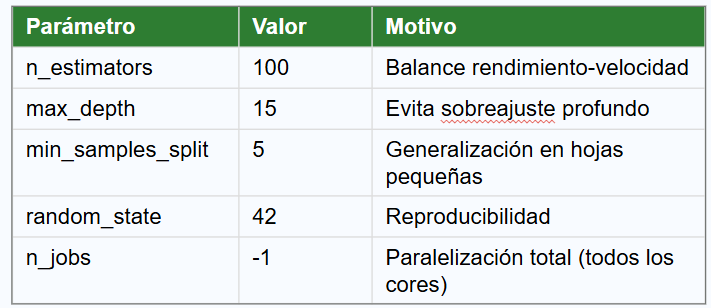 Parámetro Valor Motivo
n_estimators 100 Balance rendimiento-velocidad
max_depth 15 Evita sobreajuste profundo
min_samples_split 5 Generalización en hojas
pequeñas
random_state 42 Reproducibilidad
n_jobs -1 Paralelización total (todos los
cores)